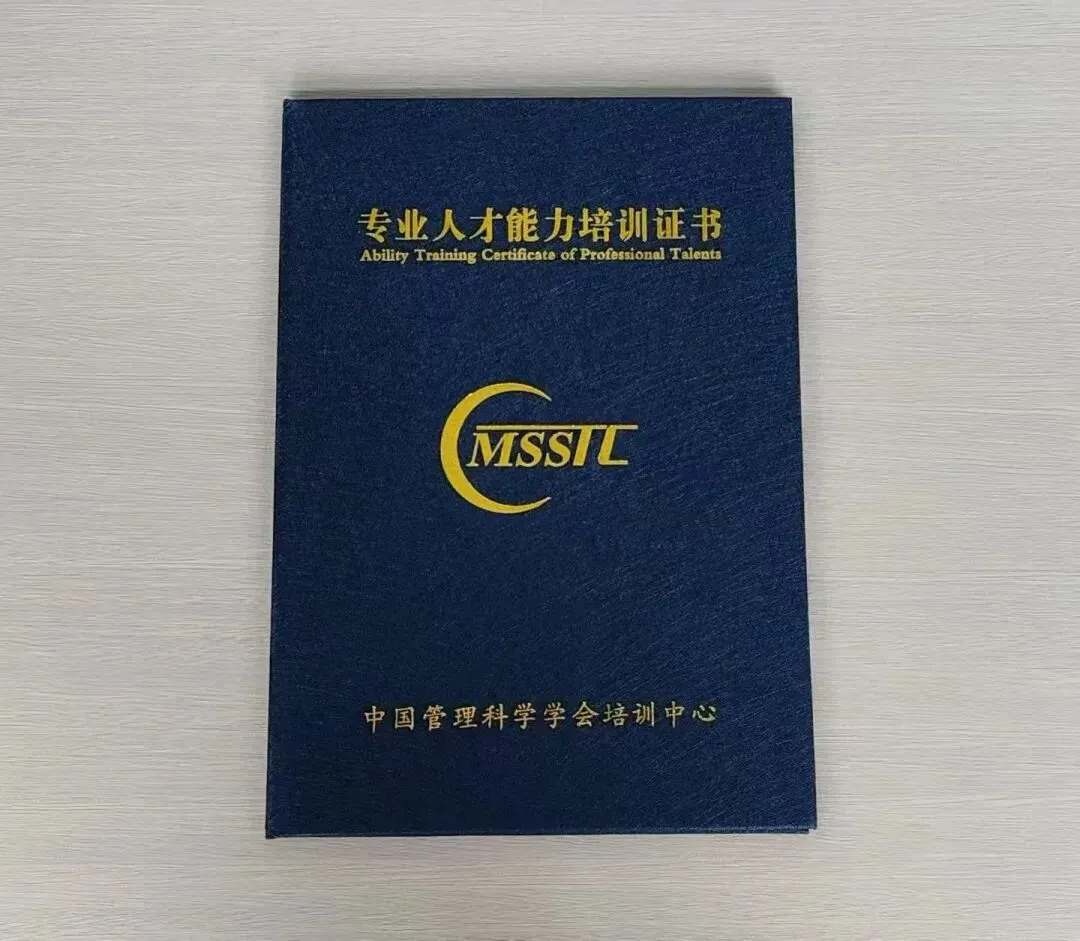 专业人才能力培训证书
Ability Training Certificate of Professional Talents
CMSSTC
中国管理科学学会培训中心